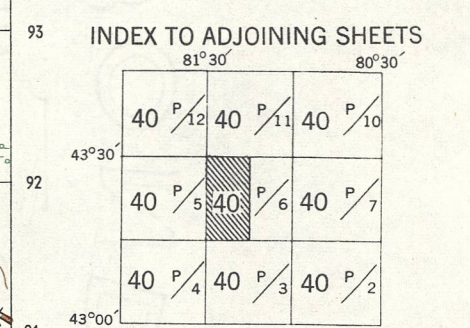 93
INDEX TO ADJOINING SHEETS
81°30′ 80°30′
40 P/12 40 P/11 40 P/10
43°30′
92
40 P/5 40 P/6 40 P/7
40 P/4 40 P/3 40 P/2
43°00′